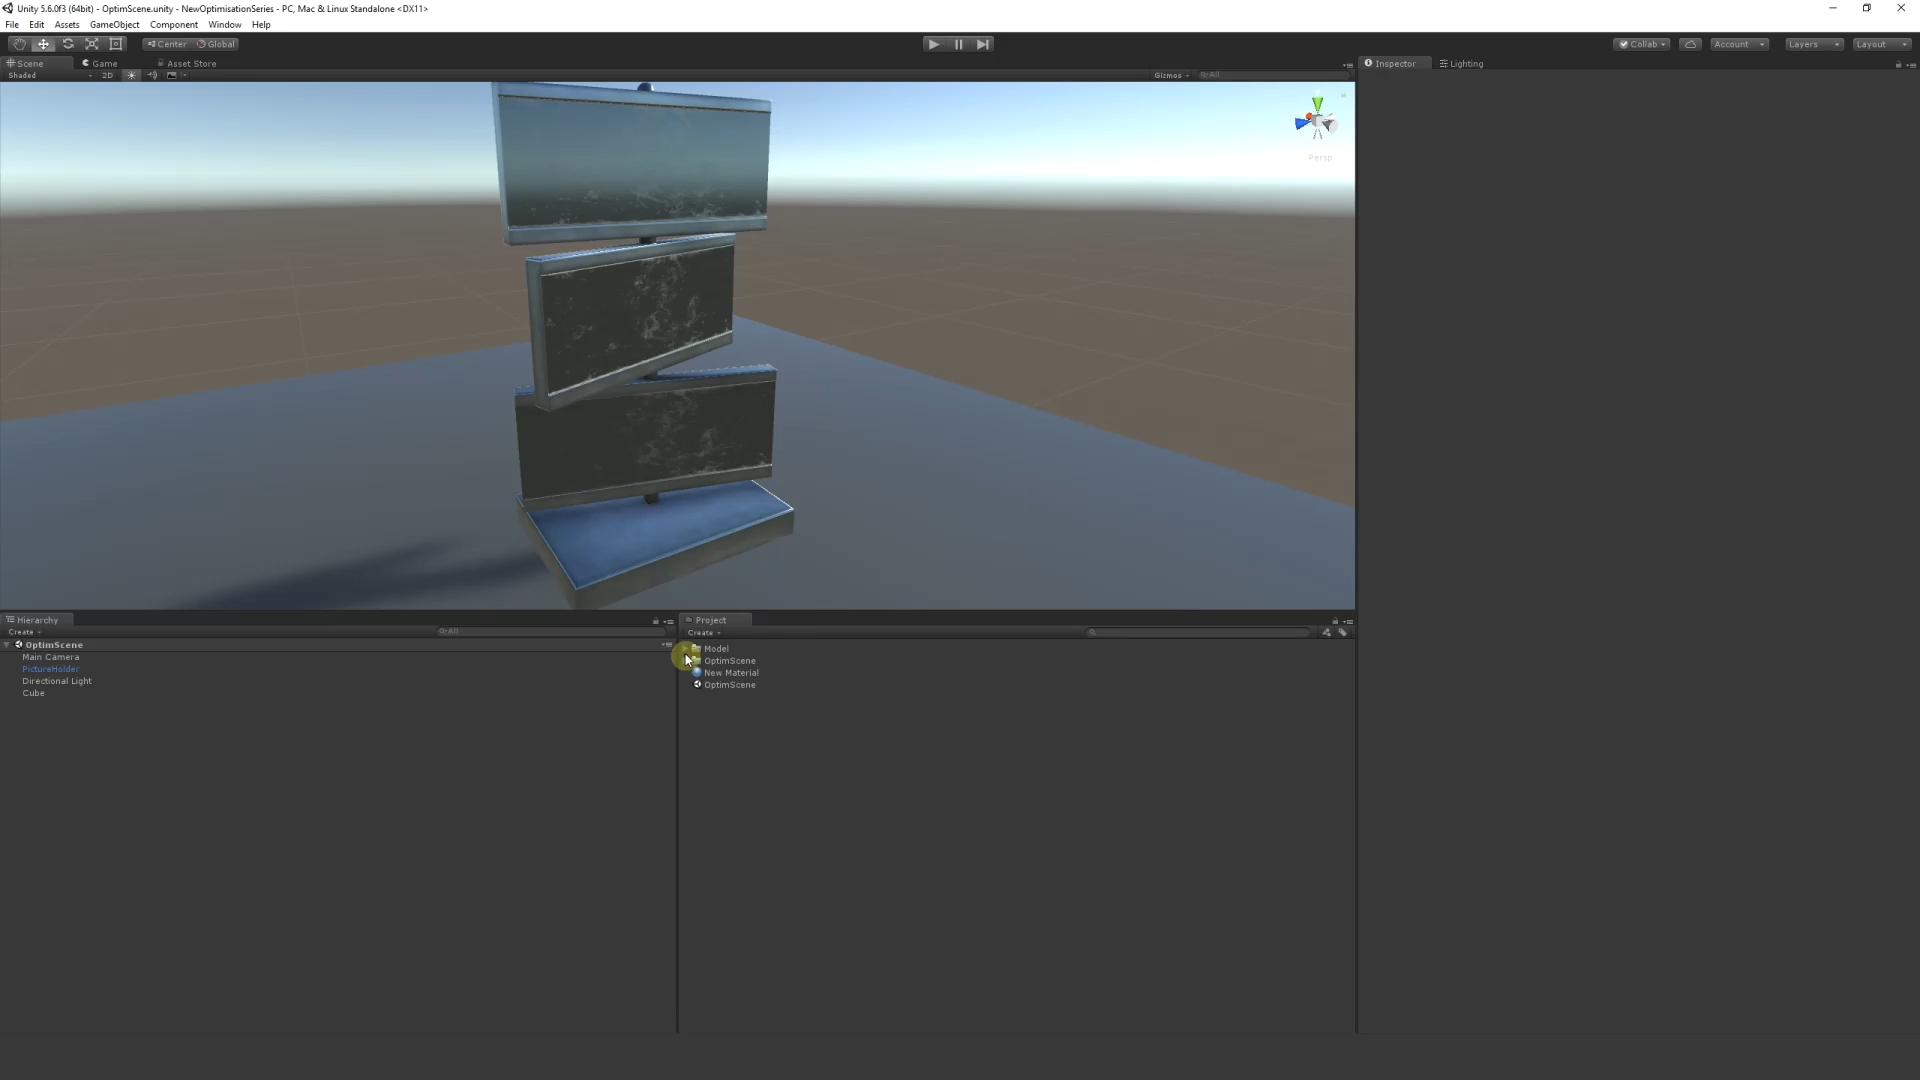 Unity 5.6.0f3 (64bit) - OptimScene.unity - NewOptimisationSeries - PC, Mac & Linux Standalone <DX11>
File Edit Assets GameObject Component Window Help
Center Global Collab Account Layers Layout
Scene Game Asset Store Inspector Lighting
Shaded 2D Gizmos All
Persp
Hierarchy Project
Create All Create
OptimScene
Main Camera
PictureHolder
Directional Light
Cube
Model
OptimScene
New Material
OptimScene